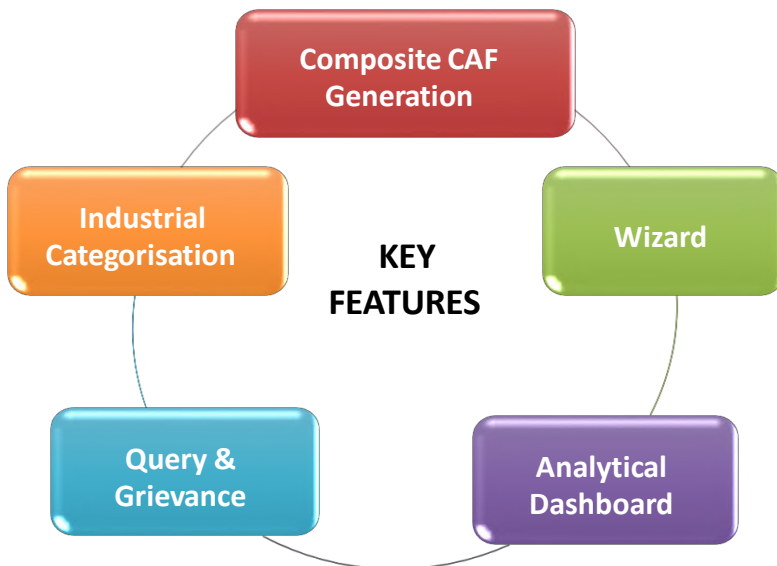 Composite CAF
Generation
Industrial
Categorisation
Wizard
KEY
FEATURES
Query &
Grievance
Analytical
Dashboard